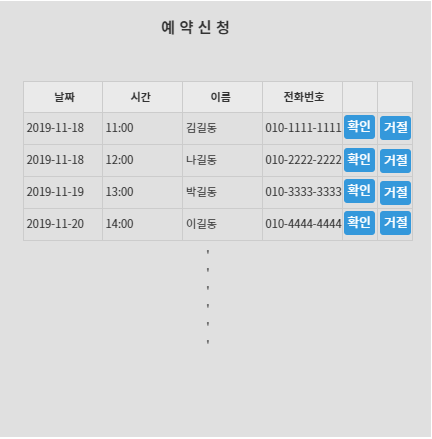 예 약 신 청
날짜 시간 이름 전화번호
2019-11-18 11:00 김길동 010-1111-1111 확인 거절
2019-11-18 12:00 나길동 010-2222-2222 확인 거절
2019-11-19 13:00 박길동 010-3333-3333 확인 거절
2019-11-20 14:00 이길동 010-4444-4444 확인 거절
'
'
'
'
'
'